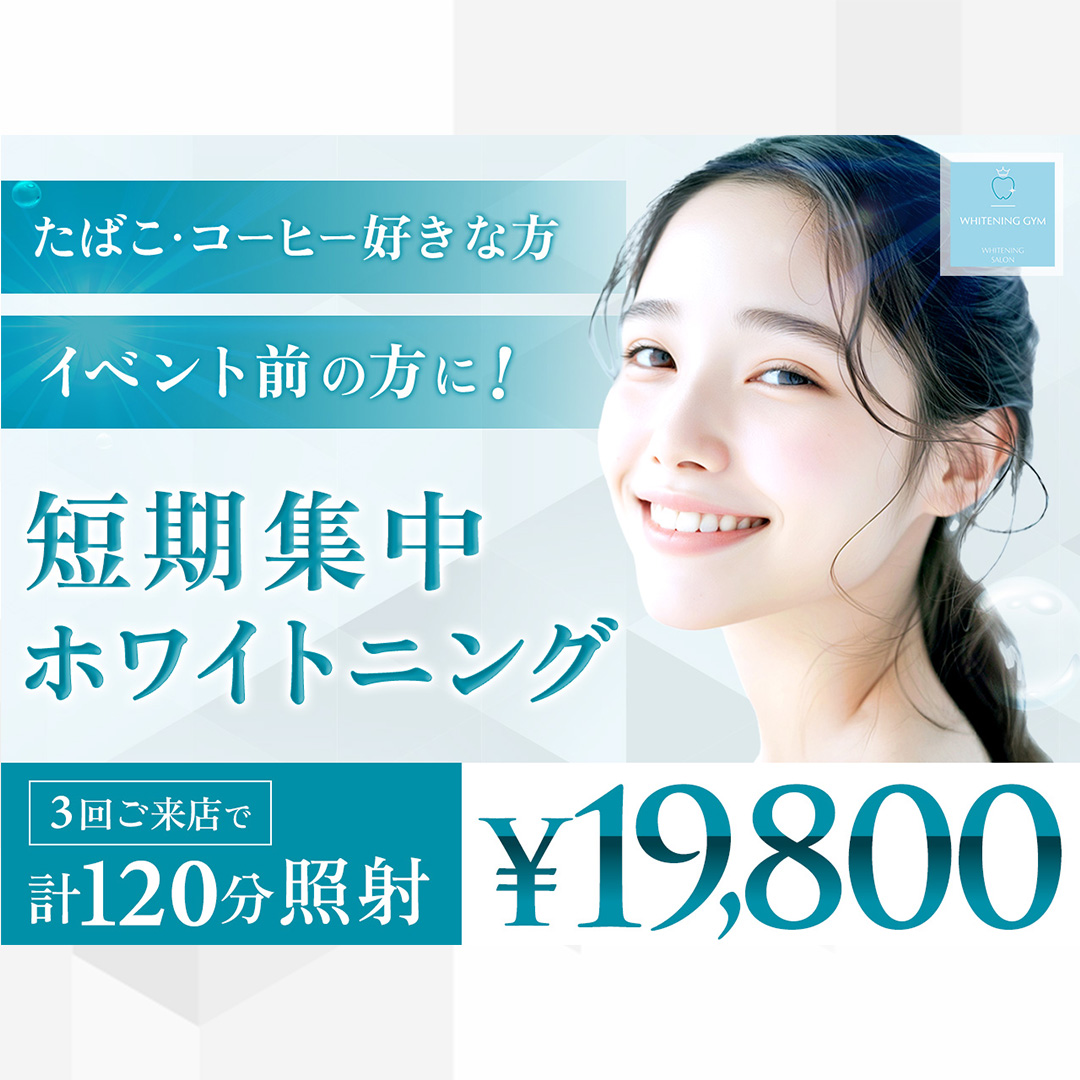 たばこ・コーヒー好きな方
イベント前の方に!
WHITENING GYM
WHITENING
SALON
短期集中
ホワイトニング
3回ご来店で
計120分照射
¥19,800